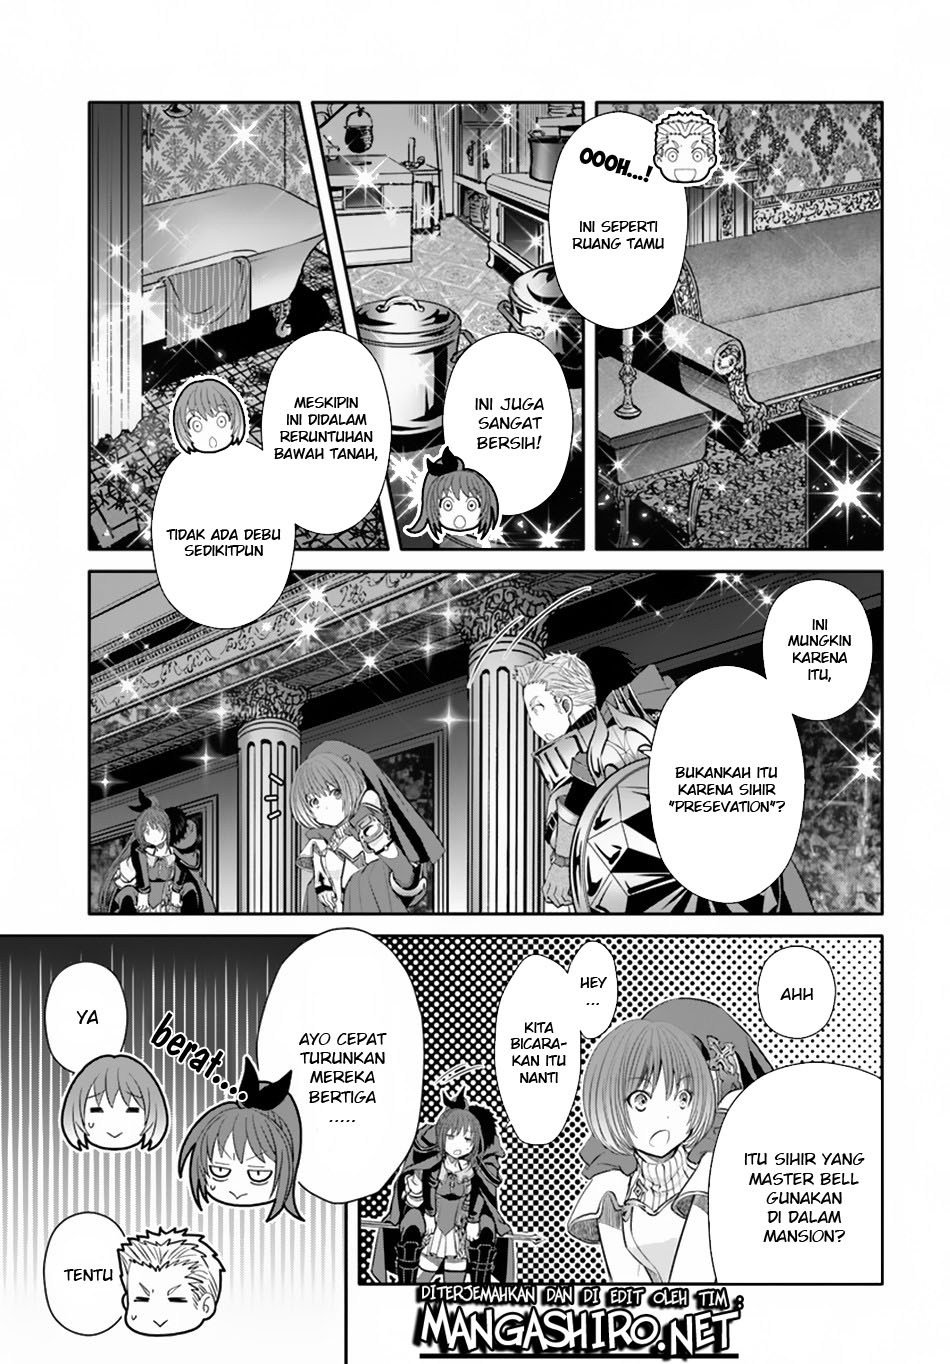 OOOH...!
INI SEPERTI
RUANG TAMU
INI JUGA
SANGAT
BERSIH!
MESKIPIN
INI DIDALAM
RERUNTUHAN
BAWAH TANAH,
TIDAK ADA DEBU
SEDIKITPUN
INI
MUNGKIN
KARENA
ITU,
BUKANKAH ITU
KARENA SIHIR
"PRESEVATION"?
AHH
ITU SIHIR YANG
MASTER BELL
GUNAKAN
DI DALAM
MANSION?
HEY
...
KITA
BICARA-
KAN ITU
NANTI
AYO CEPAT
TURUNKAN
MEREKA
BERTIGA
.....
berat....
YA
TENTU
DITERJEMAHKAN DAN DI EDIT OLEH TIM :
MANGASHIRO.NET